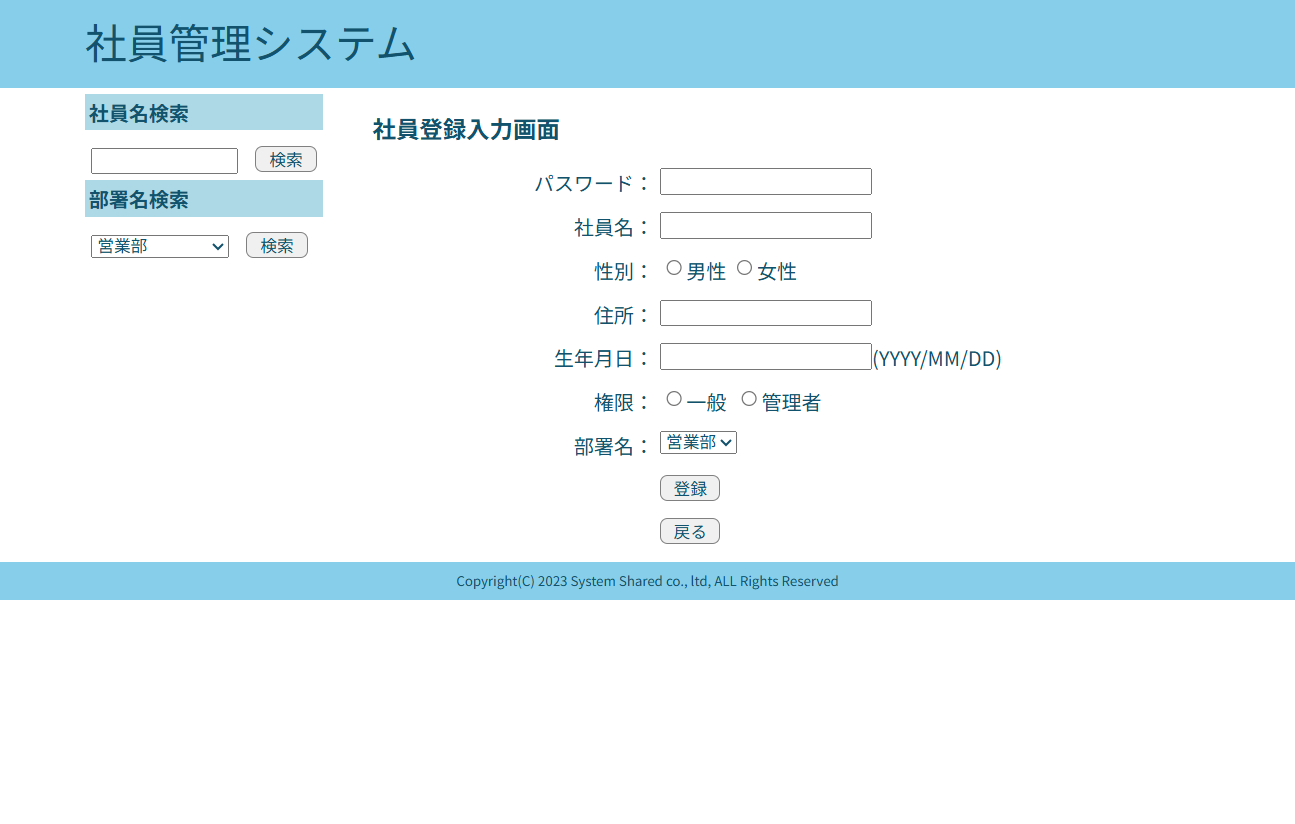 社員管理システム
社員名検索
検索
部署名検索
営業部 検索
社員登録入力画面
パスワード：
社員名：
性別： 男性 女性
住所：
生年月日： (YYYY/MM/DD)
権限： 一般 管理者
部署名： 営業部
登録
戻る
Copyright(C) 2023 System Shared co., ltd, ALL Rights Reserved